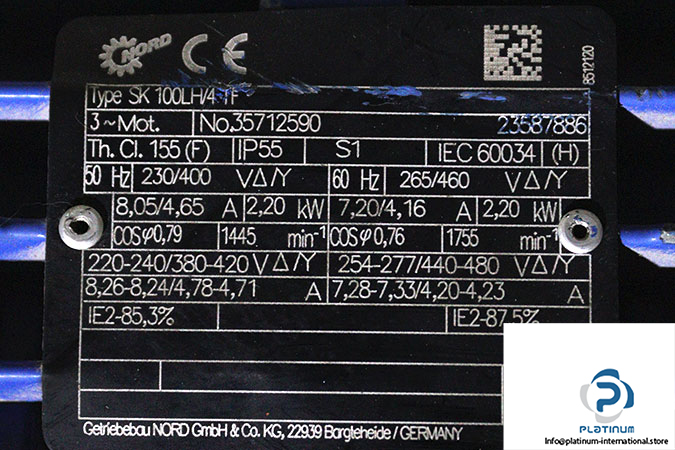 NORD CE
8512120
Type SK 100LH/4 TF
3~Mot. No.35712590 23587886
Th. Cl. 155 (F) IP55 S1 IEC 60034 (H)
50 Hz 230/400 V Δ/Y 60 Hz 265/460 V Δ/Y
8,05/4,65 A 2,20 kW 7,20/4,16 A 2,20 kW
COSφ0,79 1445 min-1 COSφ0,76 1755 min-1
220-240/380-420 V Δ/Y 254-277/440-480 V Δ/Y
8,26-8,24/4,78-4,71 A 7,28-7,33/4,20-4,23 A
IE2-85,3% IE2-87,5%
Getriebebau NORD GmbH & Co. KG, 22939 Bargteheide / GERMANY
PLATINUM
Info@platinum-international.store